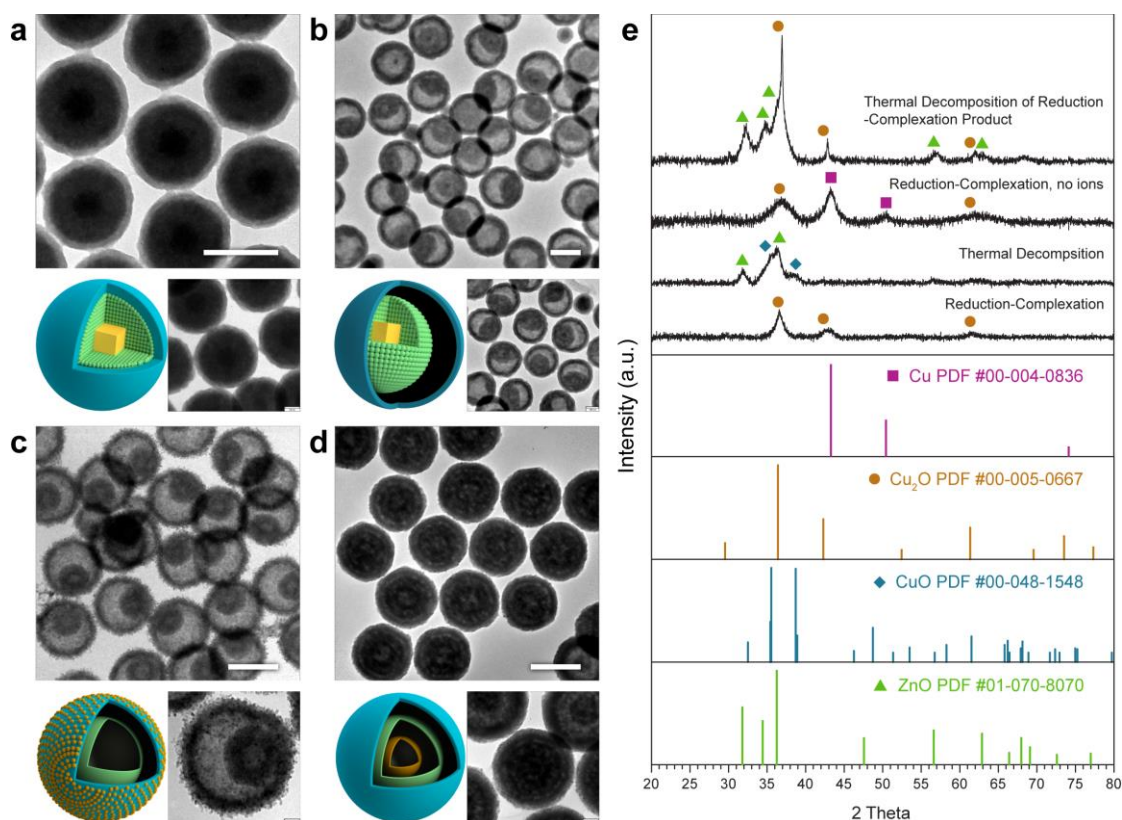 a
b
c
d
e
Thermal Decomposition of Reduction
-Complexation Product
Reduction-Complexation, no ions
Thermal Decompsition
Reduction-Complexation
Cu PDF #00-004-0836
Cu₂O PDF #00-005-0667
CuO PDF #00-048-1548
ZnO PDF #01-070-8070
Intensity (a.u.)
20 25 30 35 40 45 50 55 60 65 70 75 80
2 Theta